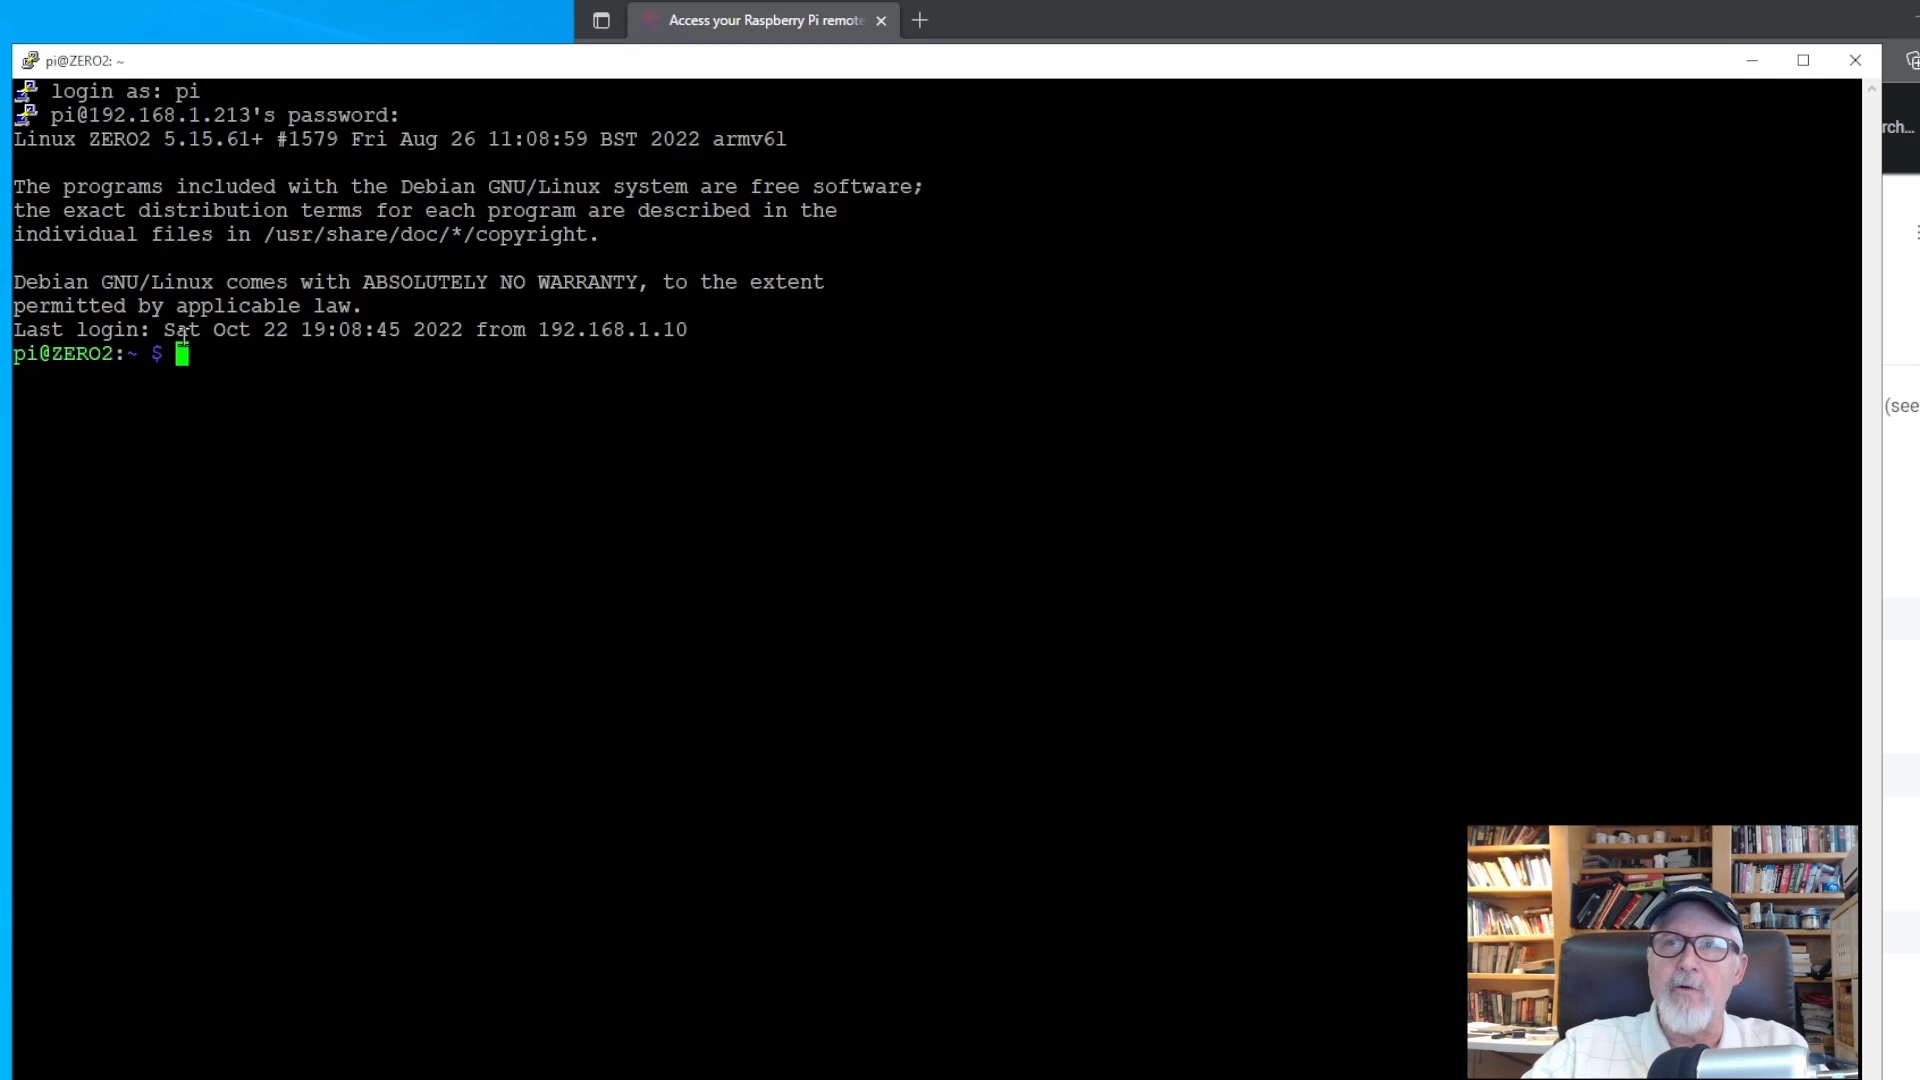 Access your Raspberry Pi remote
pi@ZERO2: ~
login as: pi
pi@192.168.1.213's password:
Linux ZERO2 5.15.61+ #1579 Fri Aug 26 11:08:59 BST 2022 armv6l
rch...
The programs included with the Debian GNU/Linux system are free software;
the exact distribution terms for each program are described in the
individual files in /usr/share/doc/*/copyright.
Debian GNU/Linux comes with ABSOLUTELY NO WARRANTY, to the extent
permitted by applicable law.
Last login: Sat Oct 22 19:08:45 2022 from 192.168.1.10
pi@ZERO2:~ $
(see